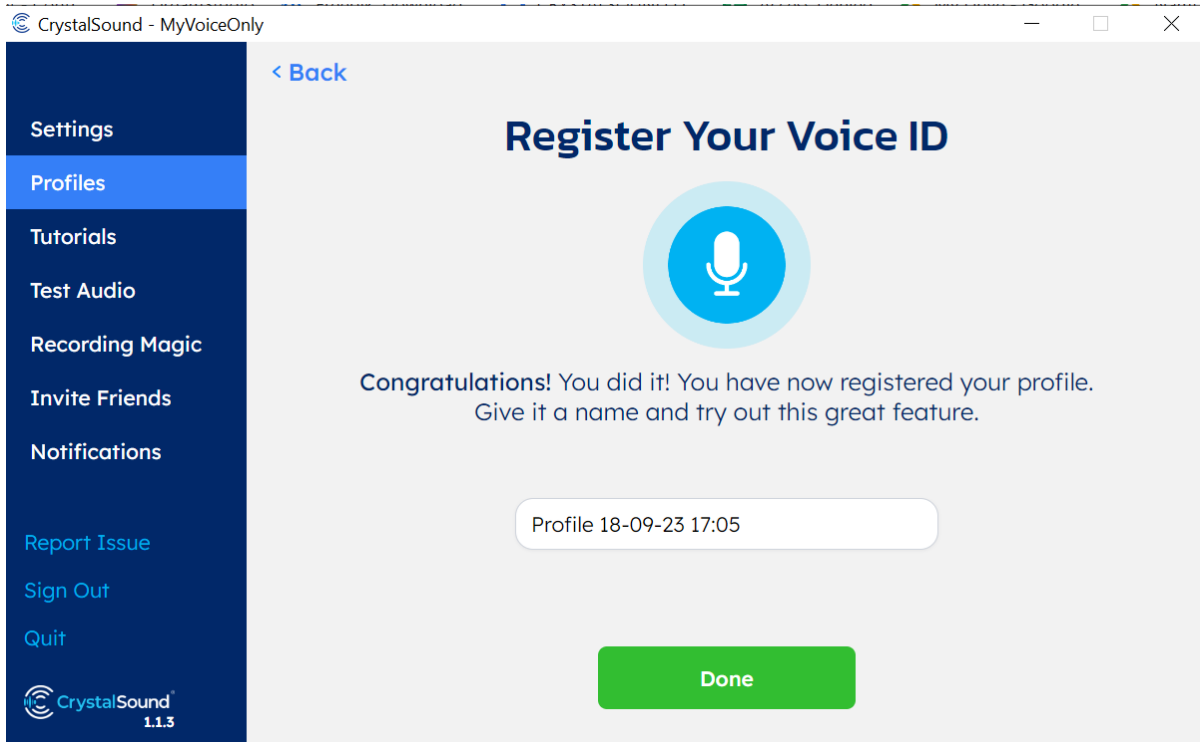 CrystalSound - MyVoiceOnly
< Back
Settings
Profiles
Tutorials
Test Audio
Recording Magic
Invite Friends
Notifications
Report Issue
Sign Out
Quit
CrystalSound
1.1.3
Register Your Voice ID
Congratulations! You did it! You have now registered your profile.
Give it a name and try out this great feature.
Profile 18-09-23 17:05
Done